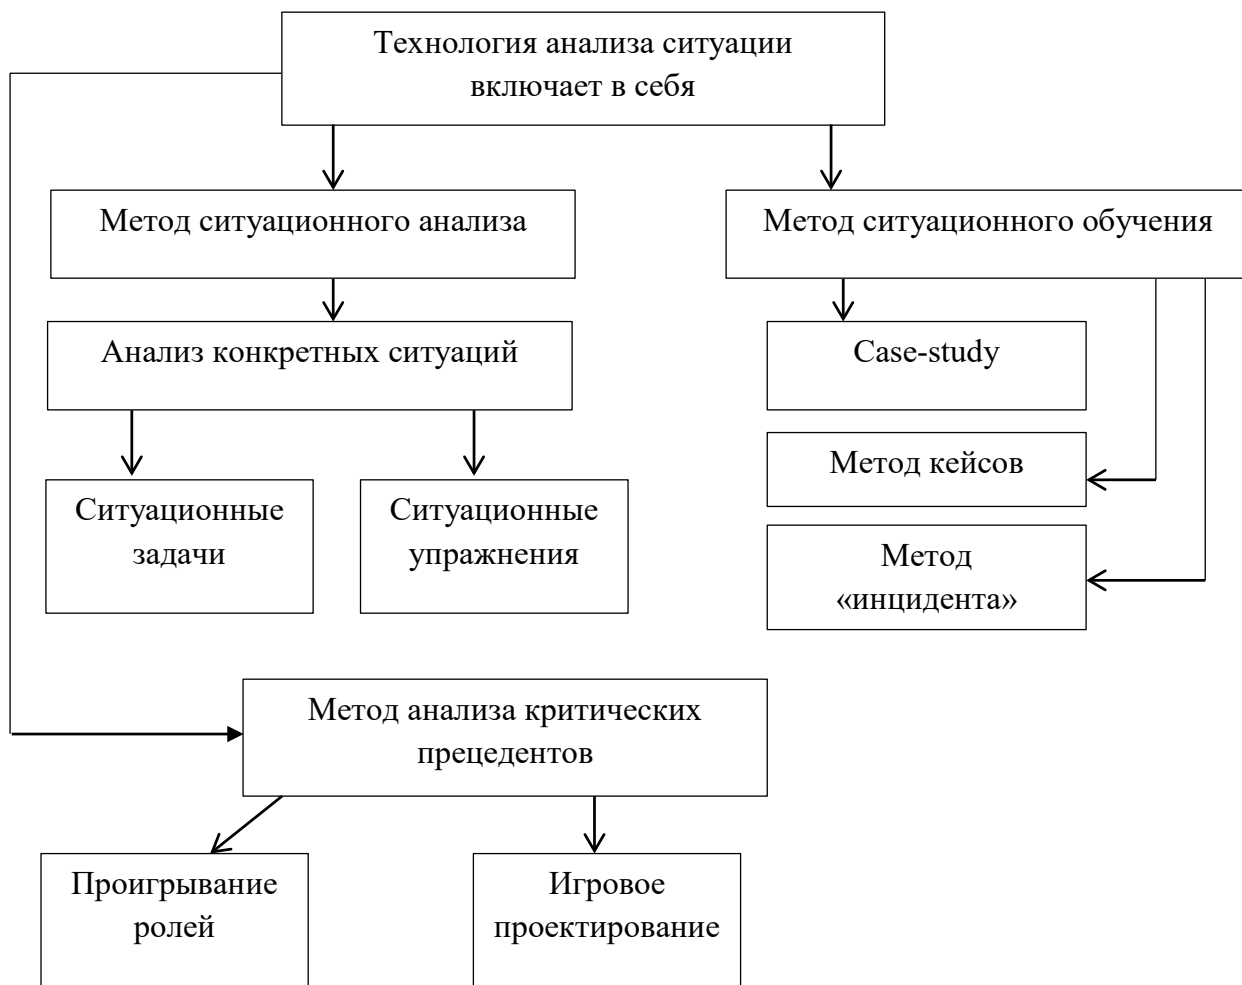 Технология анализа ситуации
включает в себя
Метод ситуационного анализа
Метод ситуационного обучения
Анализ конкретных ситуаций
Case-study
Метод кейсов
Ситуационные
задачи
Ситуационные
упражнения
Метод
«инцидента»
Метод анализа критических
прецедентов
Проигрывание
ролей
Игровое
проектирование